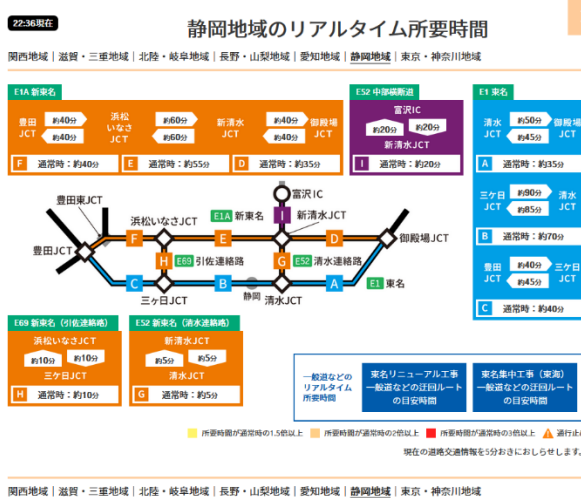 22:36現在
静岡地域のリアルタイム所要時間
関西地域 | 滋賀・三重地域 | 北陸・岐阜地域 | 長野・山梨地域 | 愛知地域 | 静岡地域 | 東京・神奈川地域
E1A 新東名
豊田JCT 約40分 約40分 浜松いなさJCT 約60分 約60分 新清水JCT 約40分 約40分 御殿場JCT
F 通常時：約40分 E 通常時：約55分 D 通常時：約35分
E52 中部横断道
富沢IC
約20分 約20分
新清水JCT
I 通常時：約20分
E1 東名
清水JCT 約50分 約45分 御殿場JCT
A 通常時：約35分
三ケ日JCT 約90分 約85分 清水JCT
B 通常時：約70分
豊田JCT 約40分 約45分 三ケ日JCT
C 通常時：約40分
豊田東JCT
浜松いなさJCT
E1A 新東名
富沢IC
I
新清水JCT
豊田JCT
F
E
D
御殿場JCT
H
E69 引佐連絡路
G
E52 清水連絡路
C
B
A
E1 東名
三ケ日JCT
静岡
清水JCT
E69 新東名（引佐連絡路）
浜松いなさJCT
約10分 約10分
三ケ日JCT
H 通常時：約10分
E52 新東名（清水連絡路）
新清水JCT
約5分 約5分
清水JCT
G 通常時：約5分
一般道などの
リアルタイム
所要時間
東名リニューアル工事
一般道などの迂回ルート
の目安時間
東名集中工事（東海）
一般道などの迂回ルート
の目安時間
所要時間が通常時の1.5倍以上 所要時間が通常時の2倍以上 所要時間が通常時の3倍以上 通行止め
現在の道路交通情報を5分おきにおしらせします。
関西地域 | 滋賀・三重地域 | 北陸・岐阜地域 | 長野・山梨地域 | 愛知地域 | 静岡地域 | 東京・神奈川地域